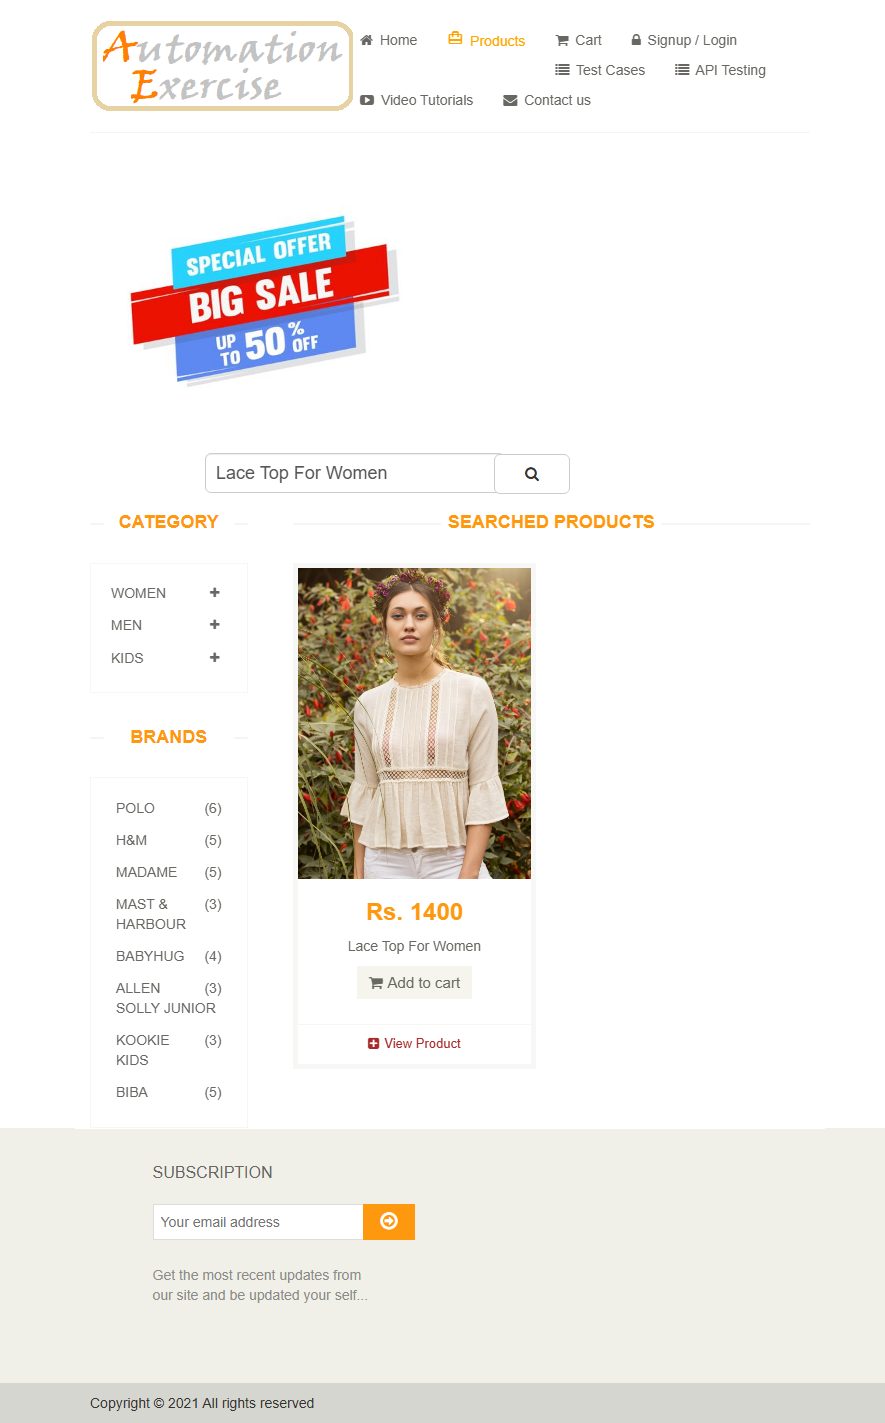 Automation
Exercise
Home
Products
Cart
Signup / Login
Test Cases
API Testing
Video Tutorials
Contact us
SPECIAL OFFER
BIG SALE
UP TO 50% OFF
Lace Top For Women
CATEGORY
WOMEN
MEN
KIDS
BRANDS
POLO (6)
H&M (5)
MADAME (5)
MAST & (3)
HARBOUR
BABYHUG (4)
ALLEN (3)
SOLLY JUNIOR
KOOKIE (3)
KIDS
BIBA (5)
SEARCHED PRODUCTS
Rs. 1400
Lace Top For Women
Add to cart
View Product
SUBSCRIPTION
Your email address
Get the most recent updates from
our site and be updated your self...
Copyright © 2021 All rights reserved